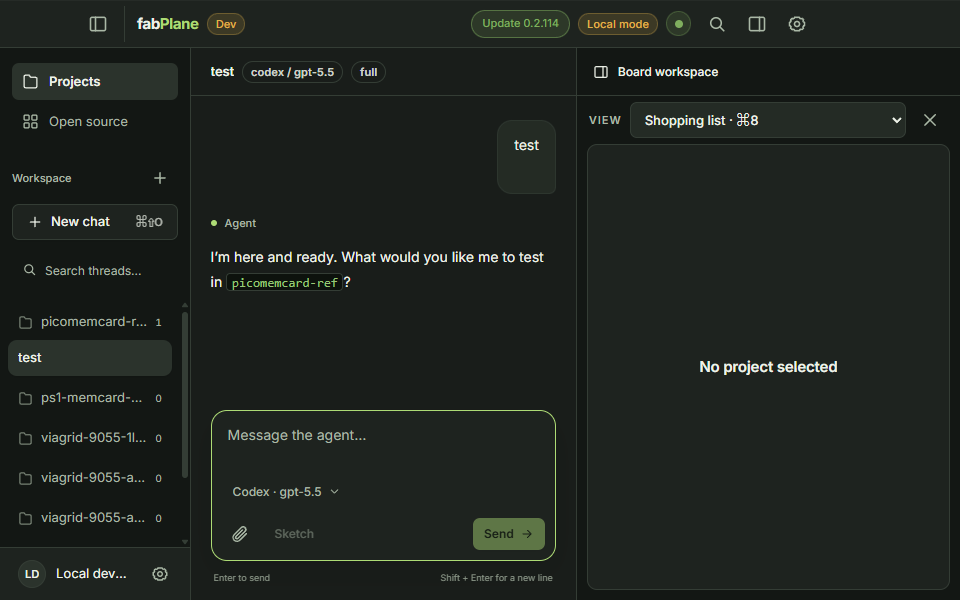 fabPlane Dev
Update 0.2.114 Local mode
Projects
Open source
Workspace
New chat ⌘⇧O
Search threads...
picomemcard-r... 1
test
ps1-memcard-... 0
viagrid-9055-1l... 0
viagrid-9055-a... 0
viagrid-9055-a... 0
LD Local dev...
test codex / gpt-5.5 full
test
Agent
I'm here and ready. What would you like me to test
in picomemcard-ref?
Message the agent...
Codex · gpt-5.5
Sketch Send →
Enter to send Shift + Enter for a new line
Board workspace
VIEW Shopping list · ⌘8
No project selected